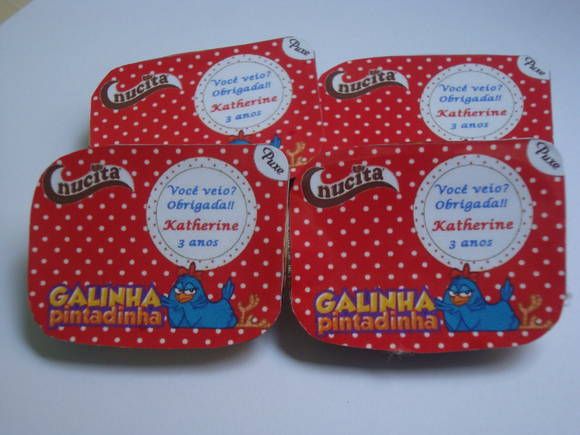 Puxe
nucita
Você veio?
Obrigada!!
Katherine
3 anos
Puxe
nucita
Você veio?
Obrigada!!
Katherine
3 anos
Puxe
nucita
Você veio?
Obrigada!!
Katherine
3 anos
GALINHA
pintadinha
Puxe
nucita
Você veio?
Obrigada!!
Katherine
3 anos
GALINHA
pintadinha